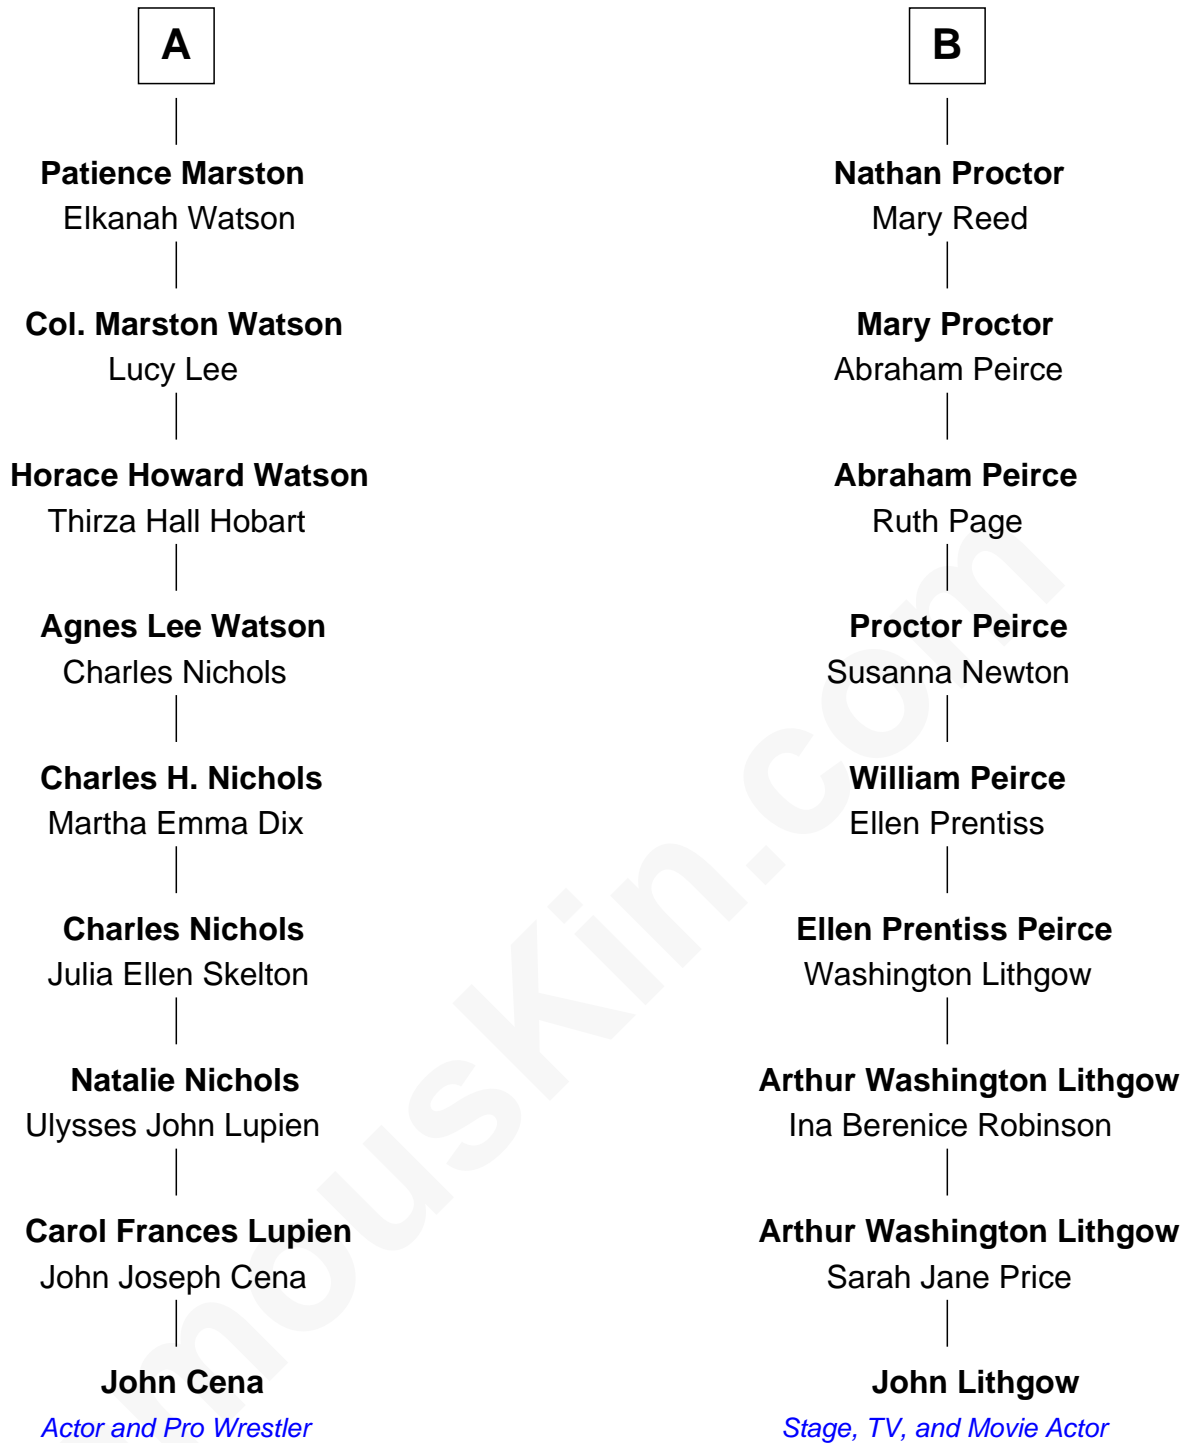 A
Patience Marston
Elkanah Watson
Col. Marston Watson
Lucy Lee
Horace Howard Watson
Thirza Hall Hobart
Agnes Lee Watson
Charles Nichols
Charles H. Nichols
Martha Emma Dix
Charles Nichols
Julia Ellen Skelton
Natalie Nichols
Ulysses John Lupien
Carol Frances Lupien
John Joseph Cena
John Cena
Actor and Pro Wrestler
B
Nathan Proctor
Mary Reed
Mary Proctor
Abraham Peirce
Abraham Peirce
Ruth Page
Proctor Peirce
Susanna Newton
William Peirce
Ellen Prentiss
Ellen Prentiss Peirce
Washington Lithgow
Arthur Washington Lithgow
Ina Berenice Robinson
Arthur Washington Lithgow
Sarah Jane Price
John Lithgow
Stage, TV, and Movie Actor
mouskin.com